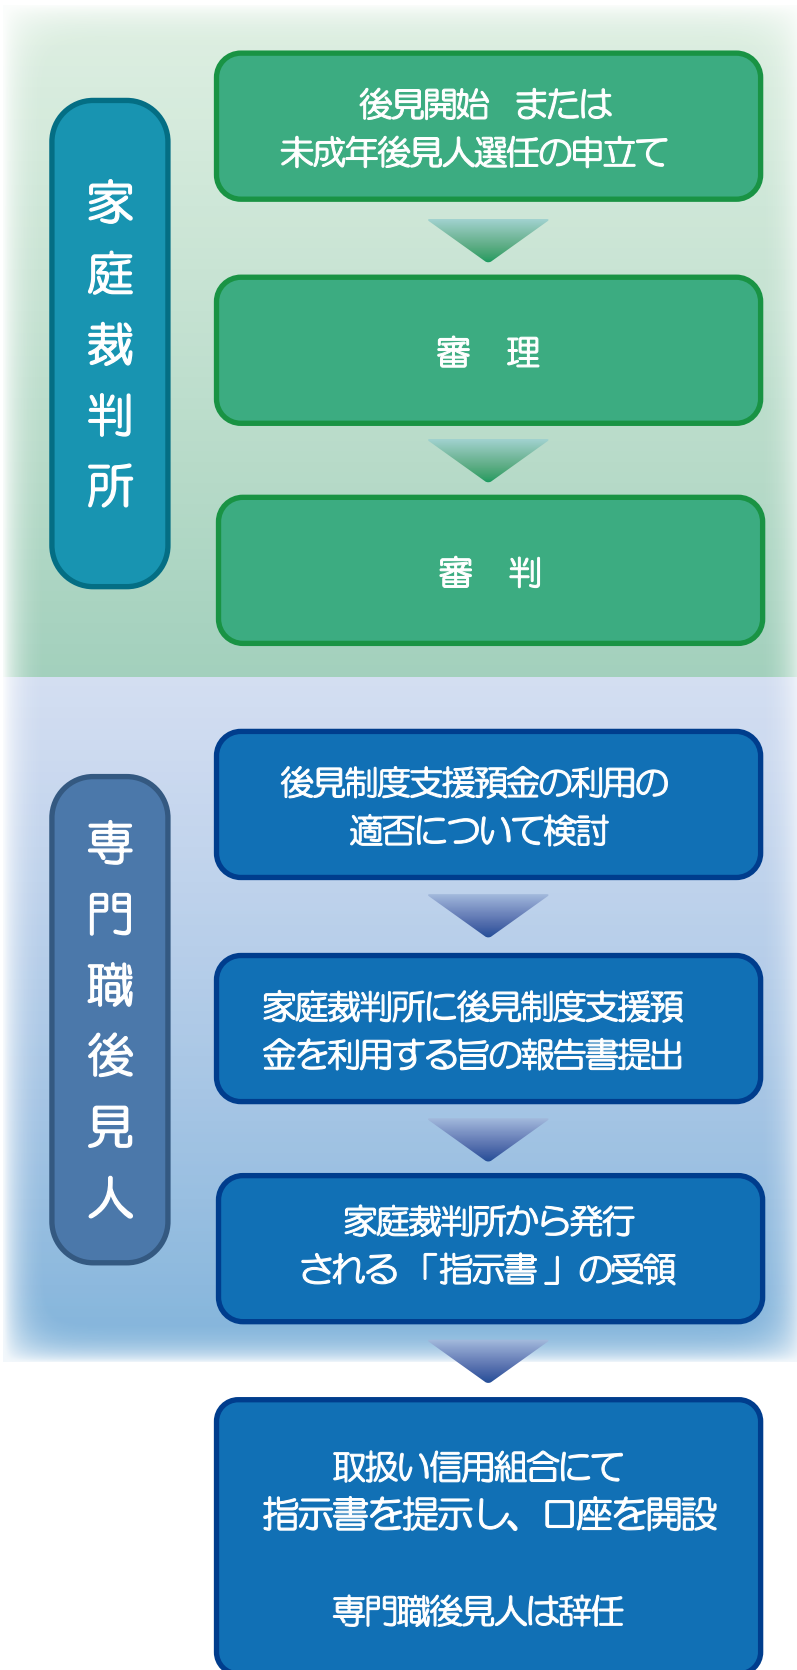 家庭裁判所
後見開始　または
未成年後見人選任の申立て
審　理
審　判
専門職後見人
後見制度支援預金の利用の
適否について検討
家庭裁判所に後見制度支援預
金を利用する旨の報告書提出
家庭裁判所から発行
される「指示書」の受領
取扱い信用組合にて
指示書を提示し、口座を開設
専門職後見人は辞任